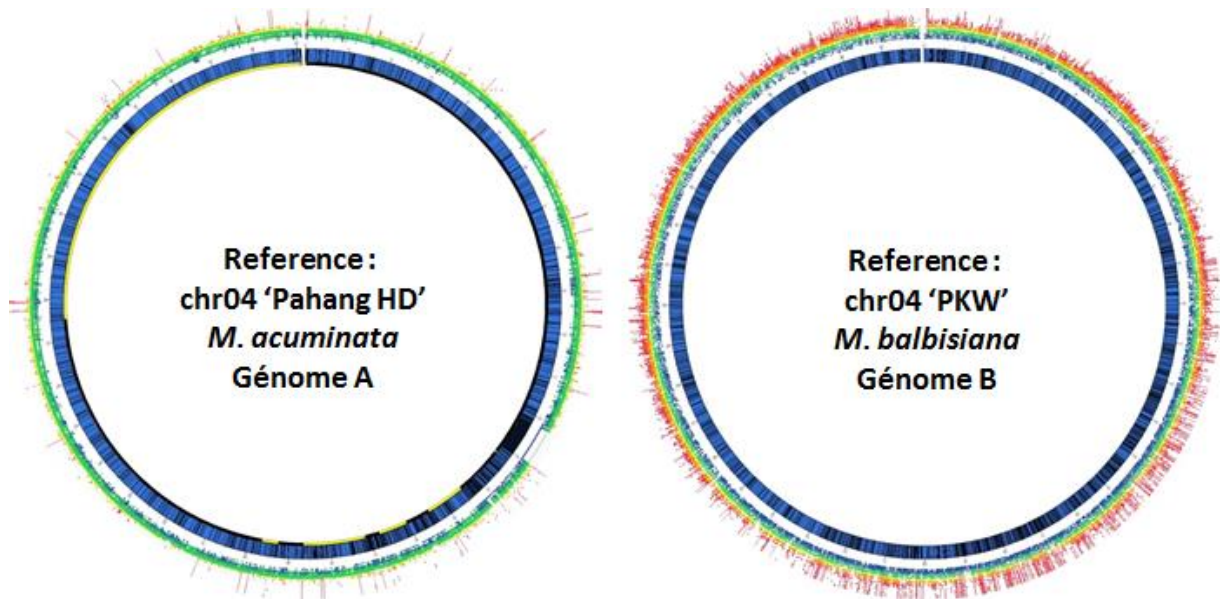 Reference :
chr04 ‘Pahang HD’
M. acuminata
Génome A
Reference :
chr04 ‘PKW’
M. balbisiana
Génome B